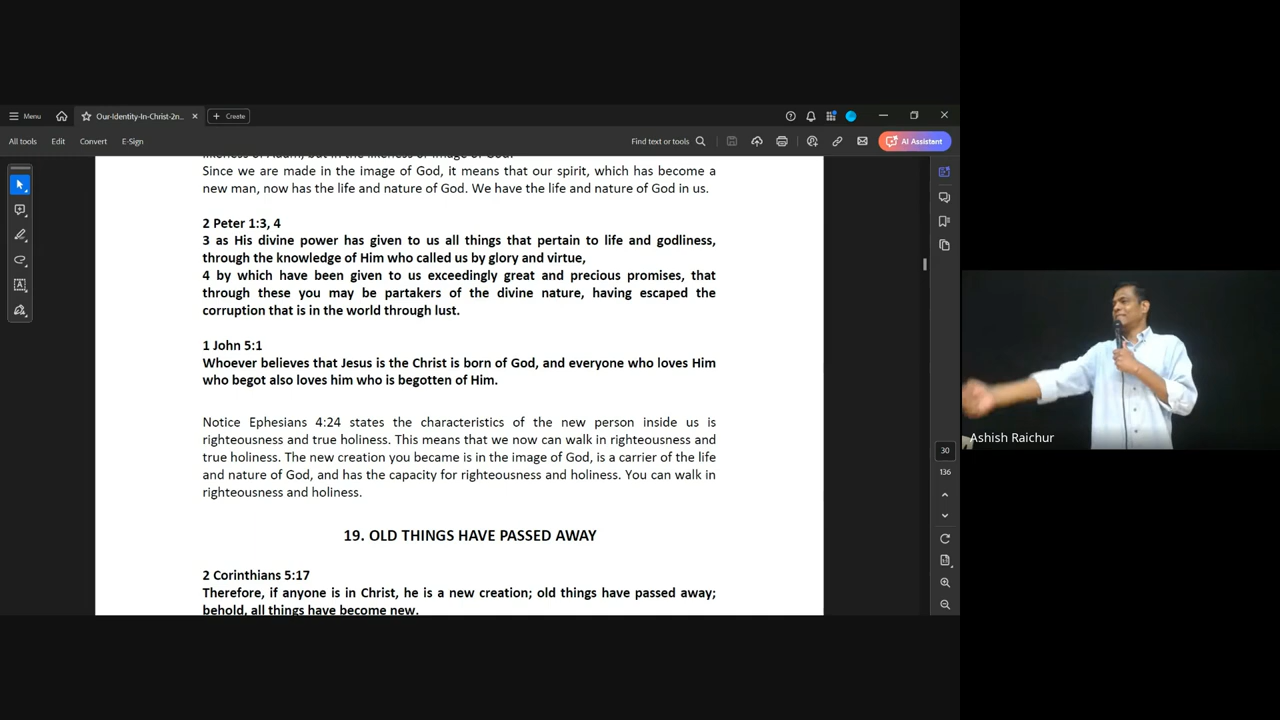 Menu
Our-Identity-In-Christ-2n...
Create
All tools
Edit
Convert
E-Sign
Find text or tools
AI Assistant
likeness of Adam, but in the likeness or image of God.
Since we are made in the image of God, it means that our spirit, which has become a
new man, now has the life and nature of God. We have the life and nature of God in us.
2 Peter 1:3, 4
3 as His divine power has given to us all things that pertain to life and godliness,
through the knowledge of Him who called us by glory and virtue,
4 by which have been given to us exceedingly great and precious promises, that
through these you may be partakers of the divine nature, having escaped the
corruption that is in the world through lust.
1 John 5:1
Whoever believes that Jesus is the Christ is born of God, and everyone who loves Him
who begot also loves him who is begotten of Him.
Notice Ephesians 4:24 states the characteristics of the new person inside us is
righteousness and true holiness. This means that we now can walk in righteousness and
true holiness. The new creation you became is in the image of God, is a carrier of the life
and nature of God, and has the capacity for righteousness and holiness. You can walk in
righteousness and holiness.
19. OLD THINGS HAVE PASSED AWAY
2 Corinthians 5:17
Therefore, if anyone is in Christ, he is a new creation; old things have passed away;
behold, all things have become new.
30
136
Ashish Raichur